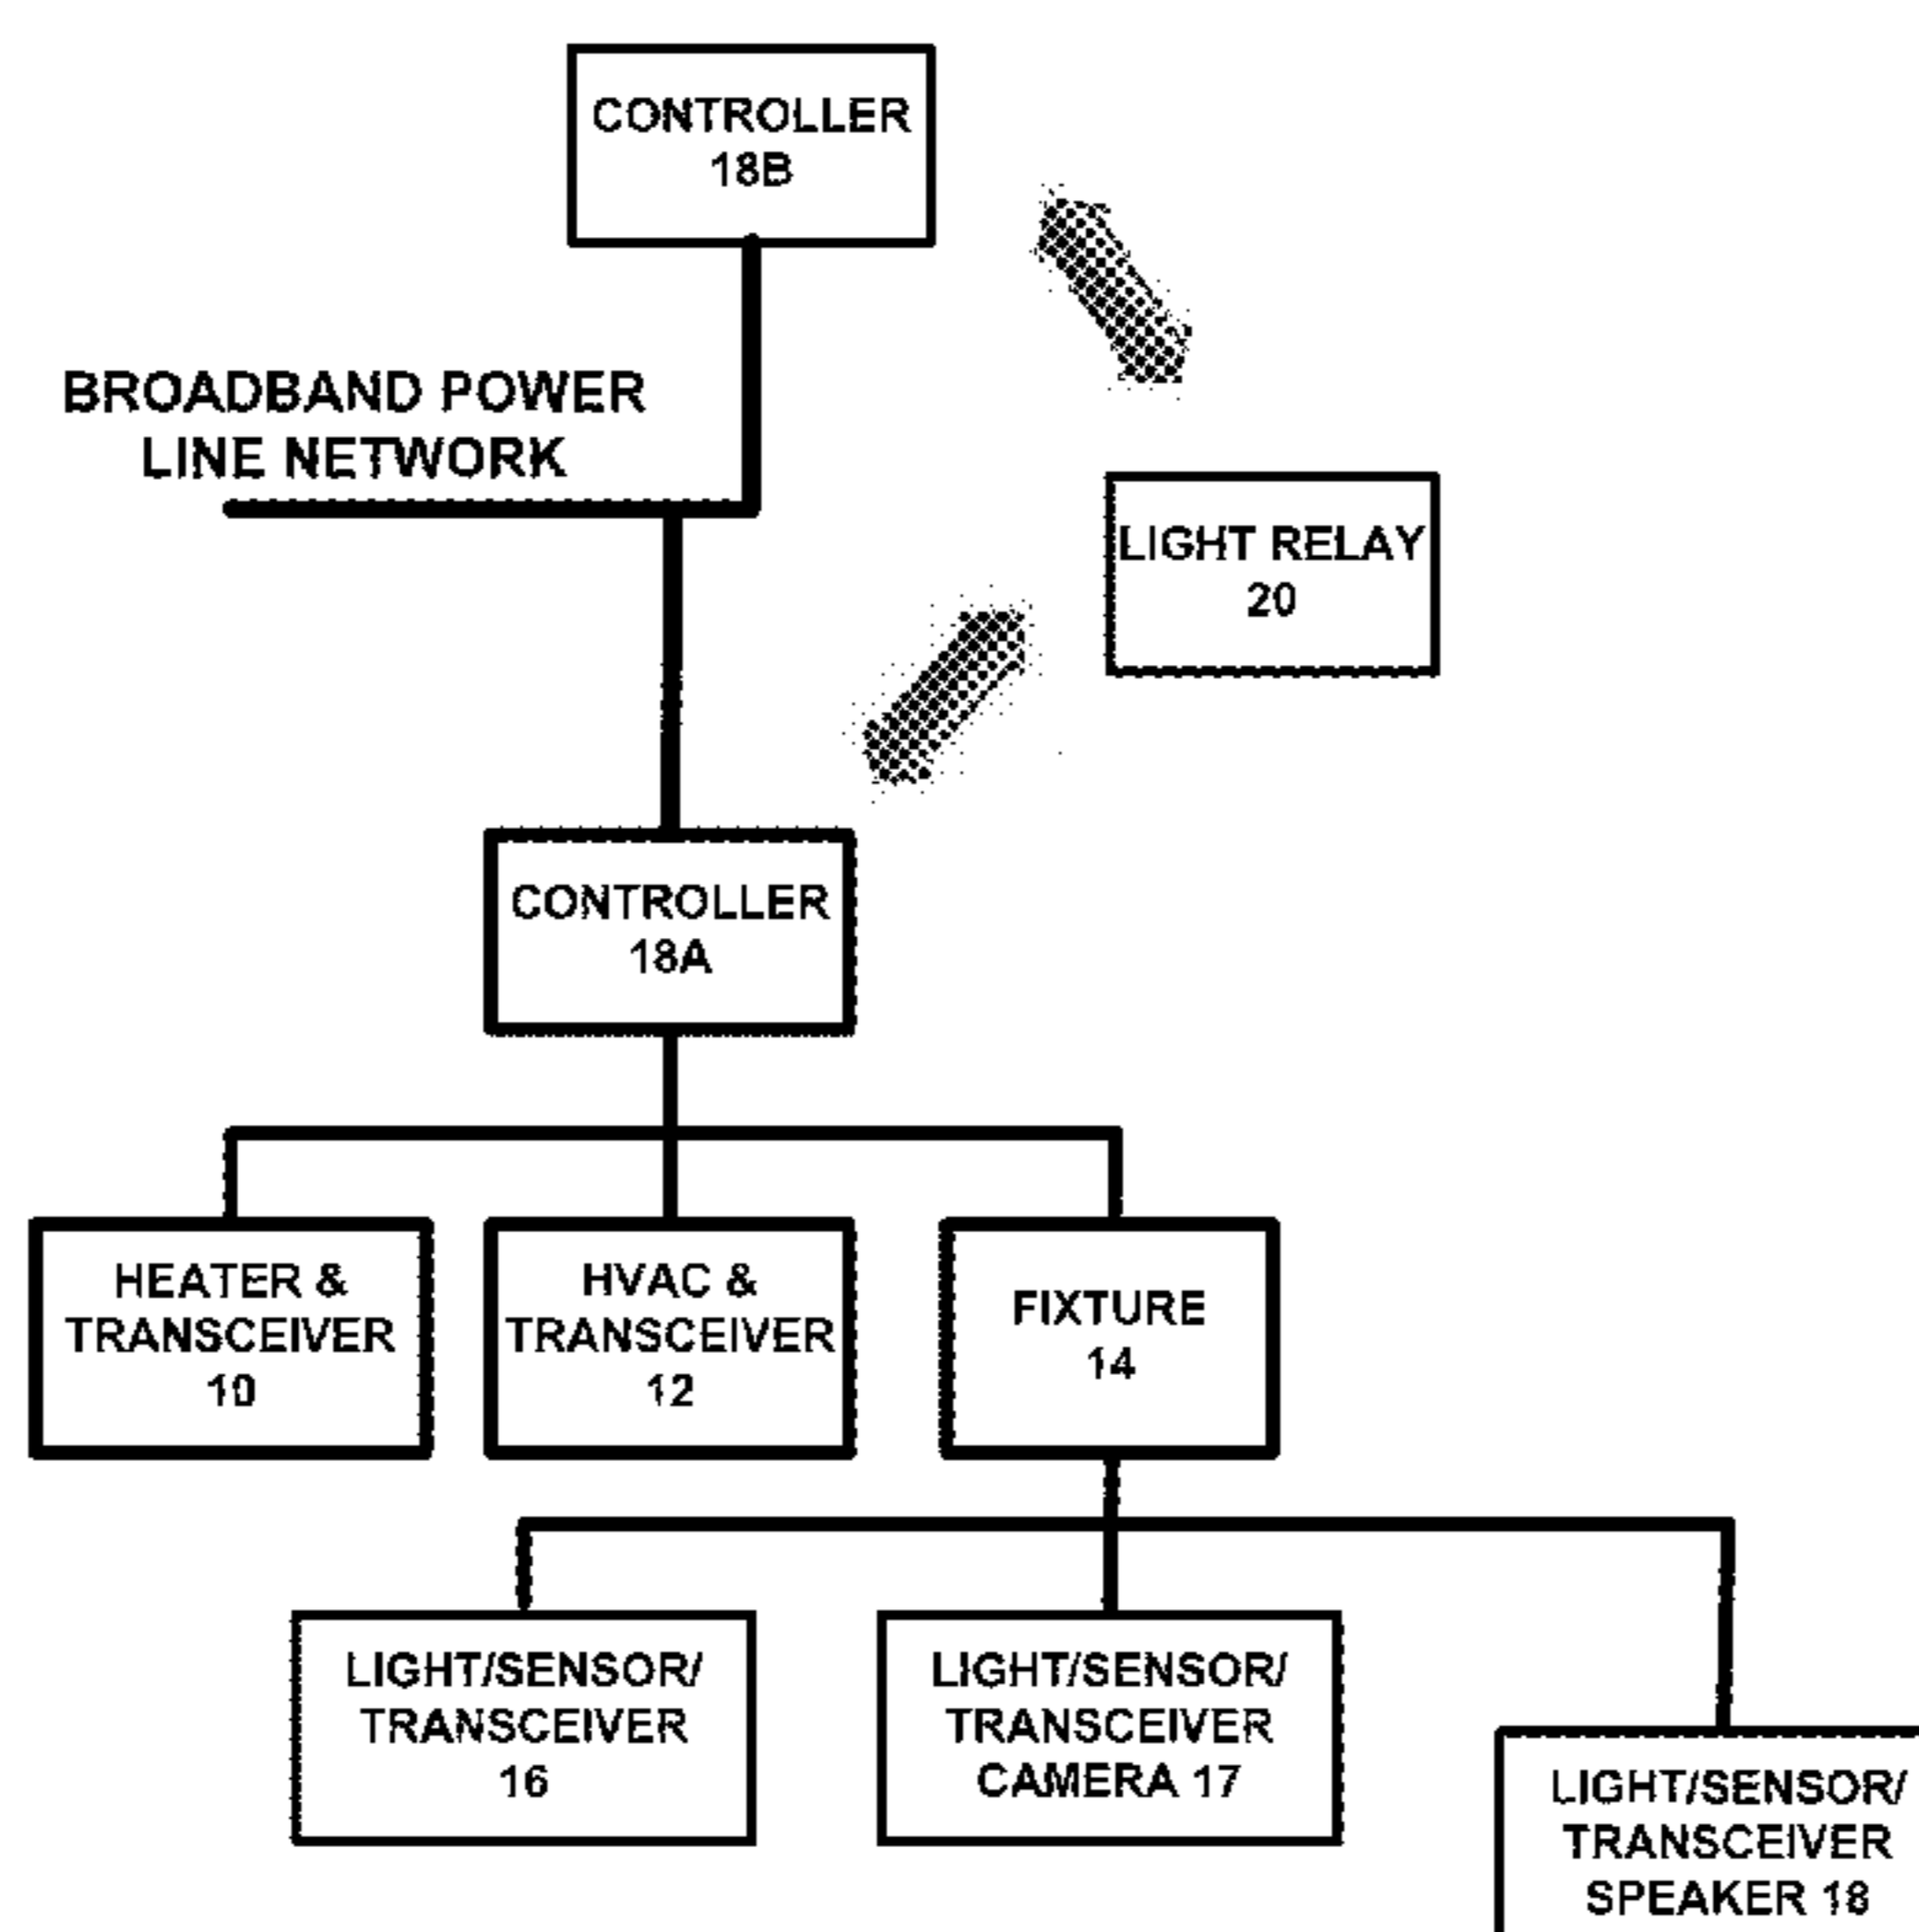 CONTROLLER
18B
BROADBAND POWER
LINE NETWORK
LIGHT RELAY
20
CONTROLLER
18A
HEATER &
TRANSCEIVER
10
HVAC &
TRANSCEIVER
12
FIXTURE
14
LIGHT/SENSOR/
TRANSCEIVER
16
LIGHT/SENSOR/
TRANSCEIVER
CAMERA 17
LIGHT/SENSOR/
TRANSCEIVER
SPEAKER 18